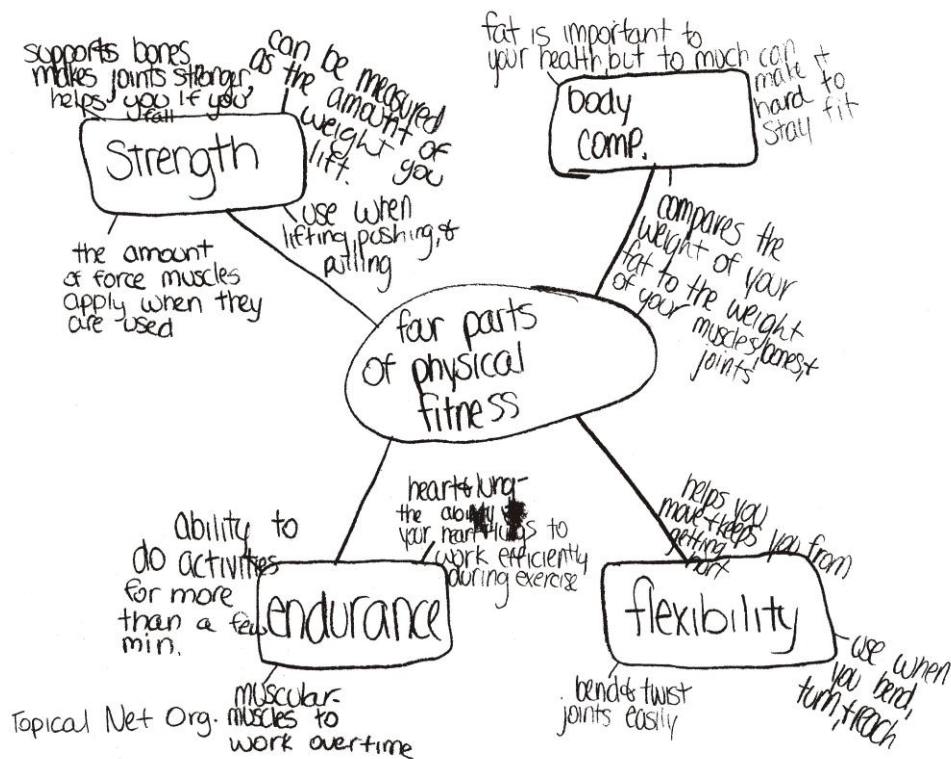 supports bones
makes joints stronger,
helps you if you
fall
can be measured
as the amount of
weight you
lift.
Strength
use when
lifting, pushing, &
pulling
the amount
of force muscles
apply when they
are used
fat is important to
your health, but to much can
make it
hard to
stay fit
body
comp.
compares the
weight of your
fat to the weight
of your muscles, bones, +
joints
four parts
of physical
fitness
ability to
do activities
for more
than a few
min.
heart & lung-
the ability
your heart + lungs to
work efficiently
during exercise
endurance
muscular-
muscles to
work overtime
helps you
move + keeps you from
getting
hurt
flexibility
bend & twist
joints easily
use when
you bend,
turn, + reach
Topical Net Org.